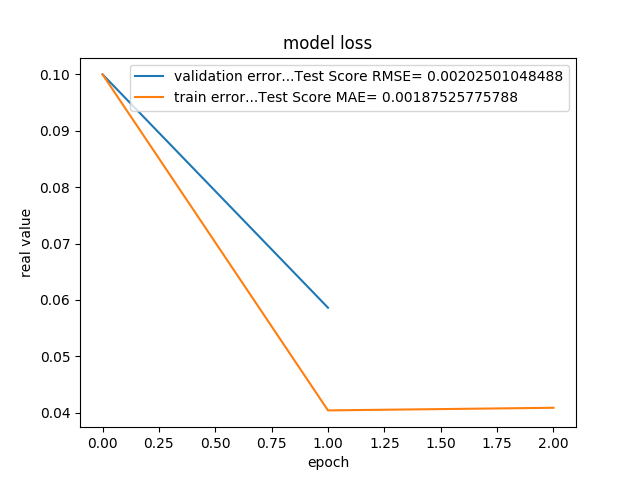 model loss
validation error...Test Score RMSE= 0.00202501048488
train error...Test Score MAE= 0.00187525775788
0.10
0.09
0.08
0.07
0.06
0.05
0.04
real value
0.00 0.25 0.50 0.75 1.00 1.25 1.50 1.75 2.00
epoch